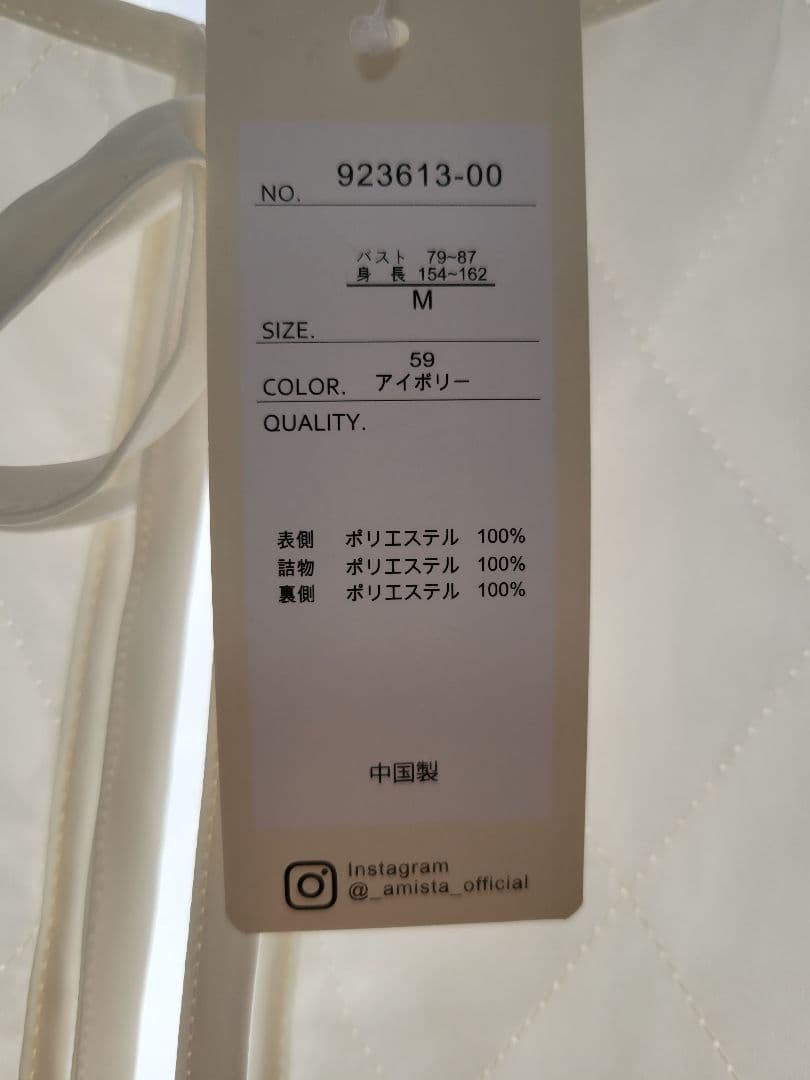 NO. 923613-00
バスト 79~87
身長 154~162
M
SIZE.
59
COLOR. アイボリー
QUALITY.
表側 ポリエステル 100%
詰物 ポリエステル 100%
裏側 ポリエステル 100%
中国製
Instagram
@_amista_official